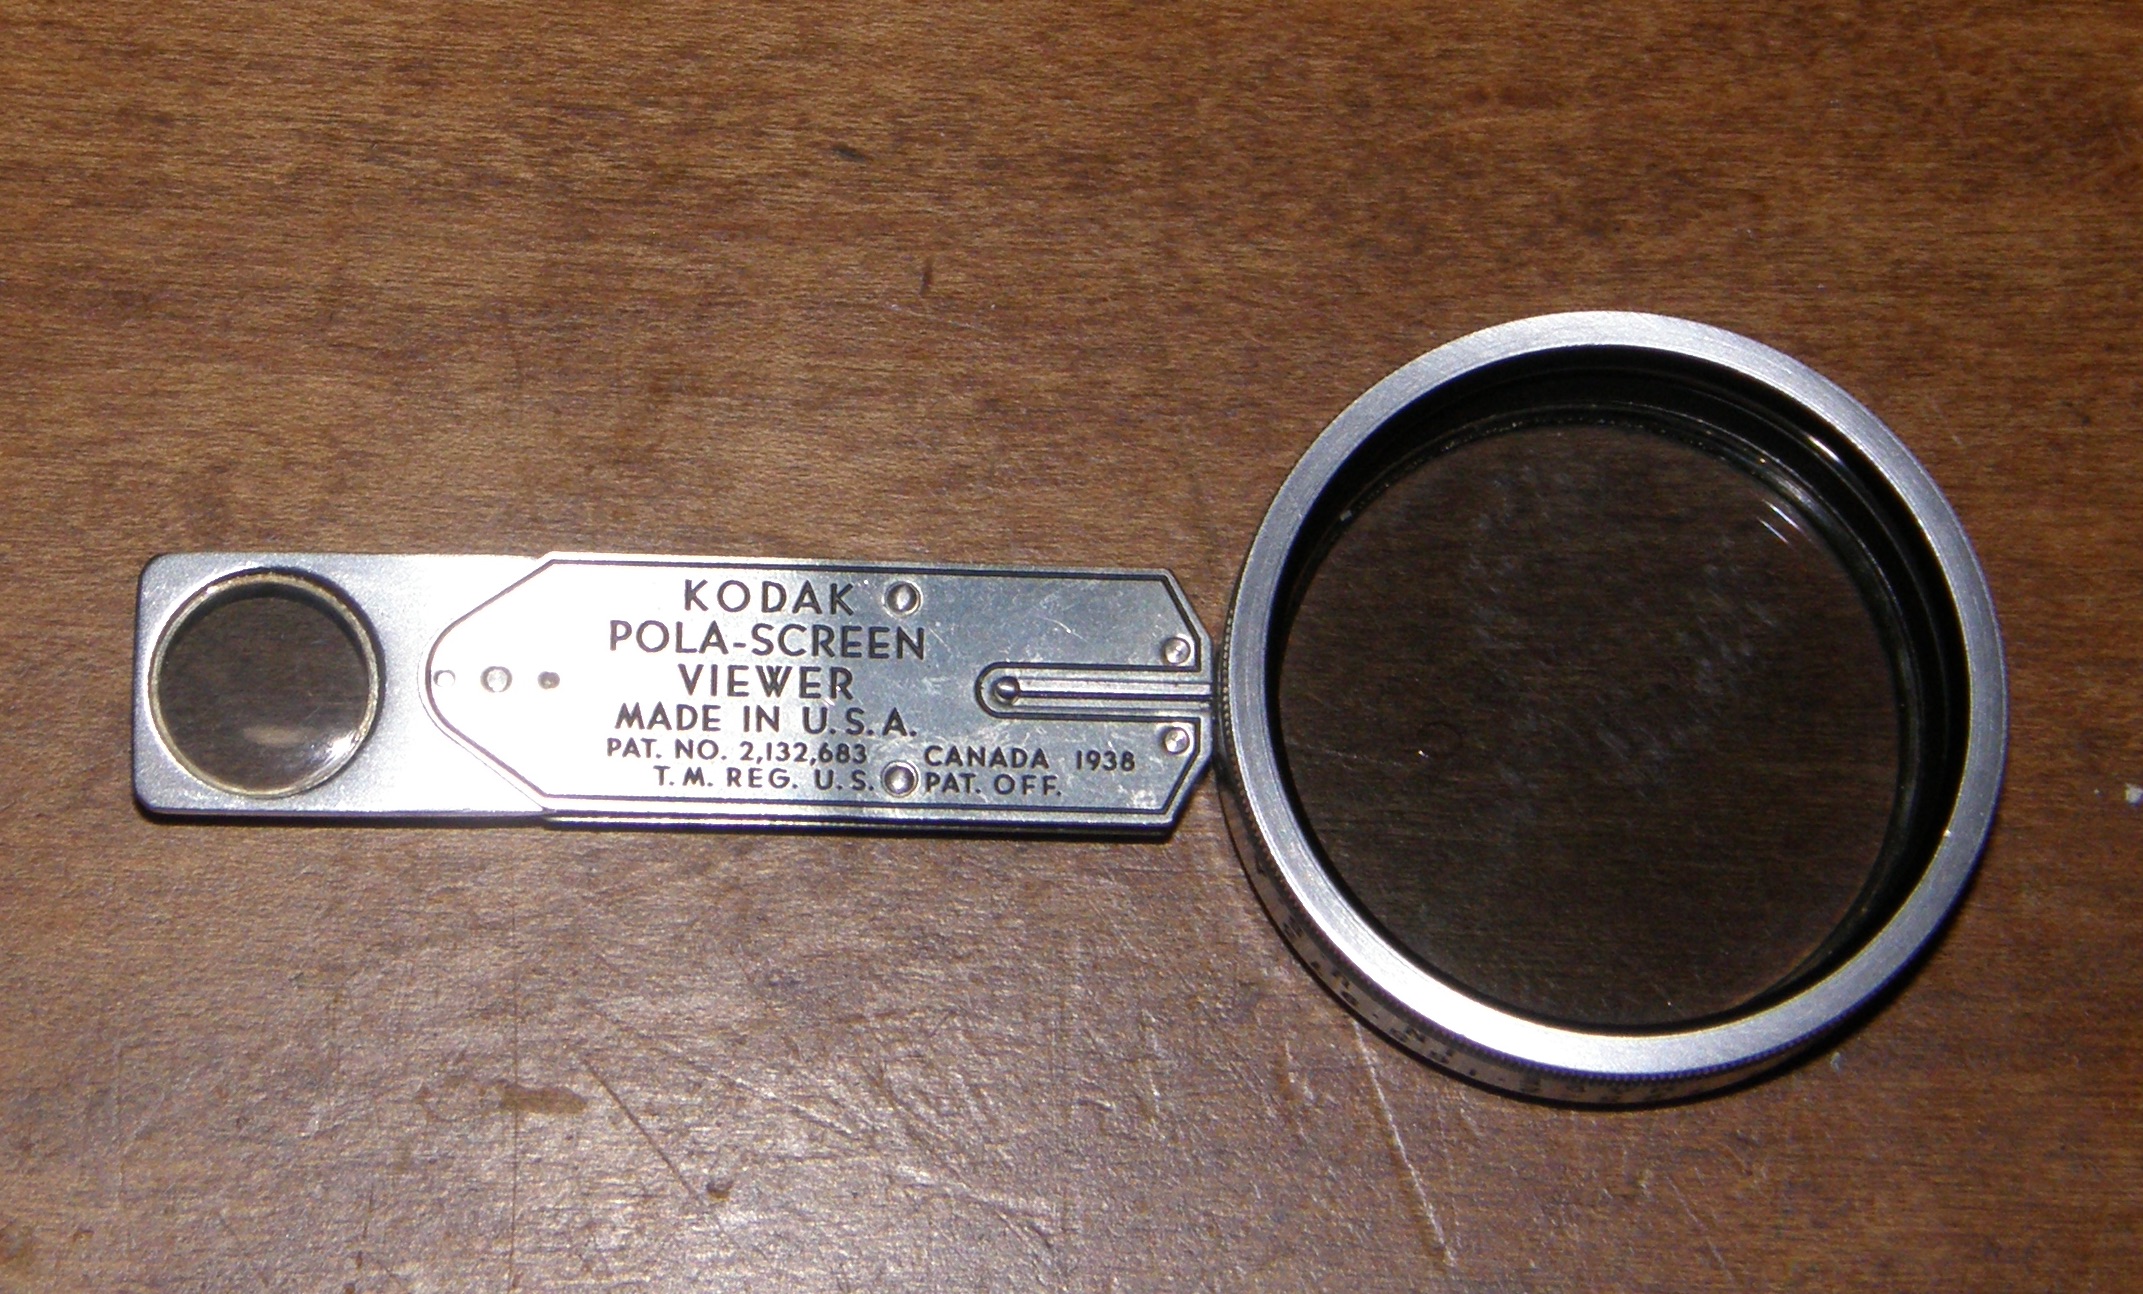 KODAK
POLA-SCREEN
VIEWER
MADE IN U.S.A.
PAT. NO. 2,132,683 CANADA 1938
T. M. REG. U. S. PAT. OFF.